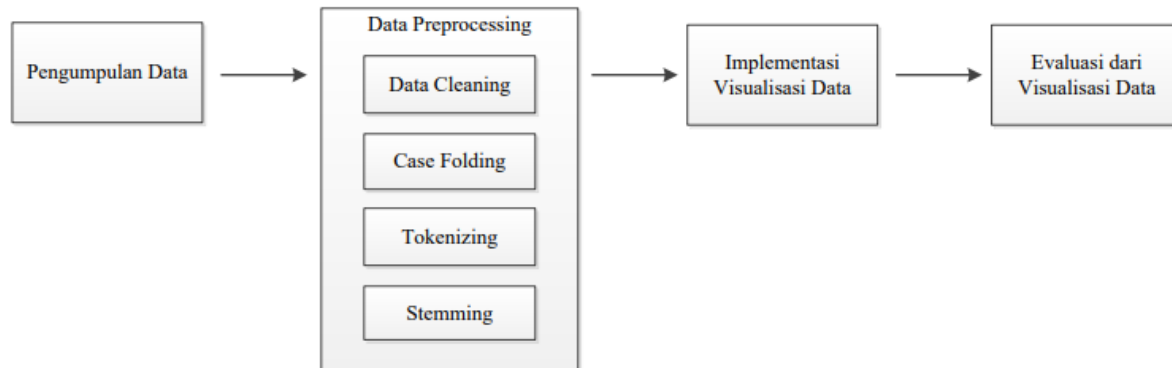 Pengumpulan Data
Data Preprocessing
Data Cleaning
Case Folding
Tokenizing
Stemming
Implementasi
Visualisasi Data
Evaluasi dari
Visualisasi Data